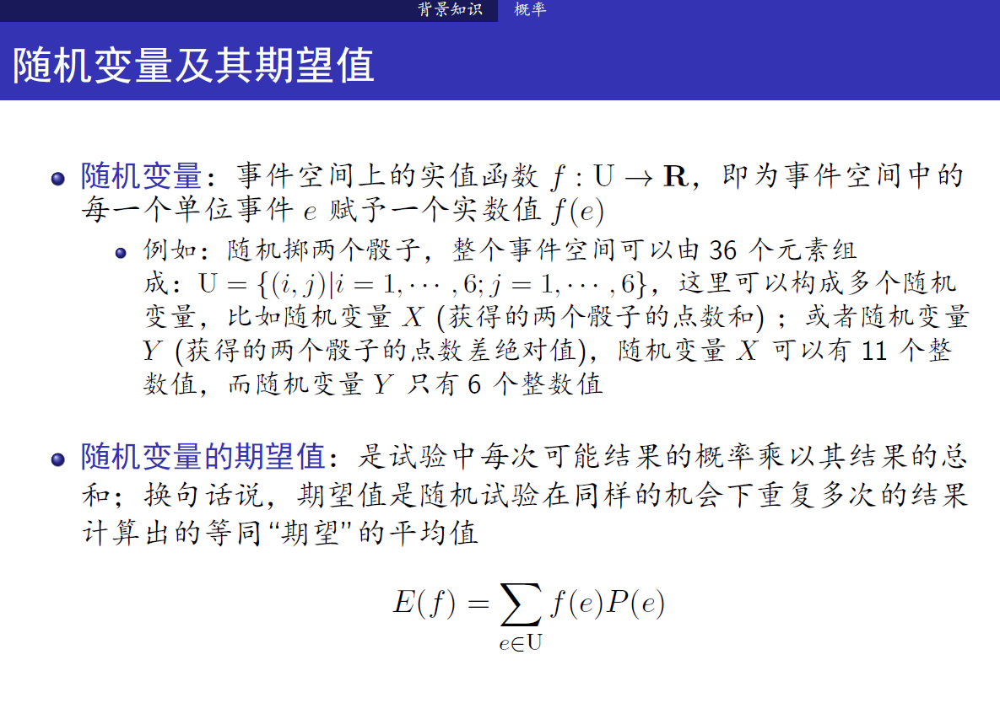 背景知识 概率
随机变量及其期望值
随机变量：事件空间上的实值函数 f : U → R，即为事件空间中的
每一个单位事件 e 赋予一个实数值 f(e)
例如：随机掷两个骰子，整个事件空间可以由 36 个元素组
成：U = {(i, j)|i = 1, ⋯ , 6; j = 1, ⋯ , 6}，这里可以构成多个随机
变量，比如随机变量 X (获得的两个骰子的点数和)；或者随机变量
Y (获得的两个骰子的点数差绝对值)，随机变量 X 可以有 11 个整
数值，而随机变量 Y 只有 6 个整数值
随机变量的期望值：是试验中每次可能结果的概率乘以其结果的总
和；换句话说，期望值是随机试验在同样的机会下重复多次的结果
计算出的等同“期望”的平均值
E(f) = ∑ f(e)P(e)
e∈U